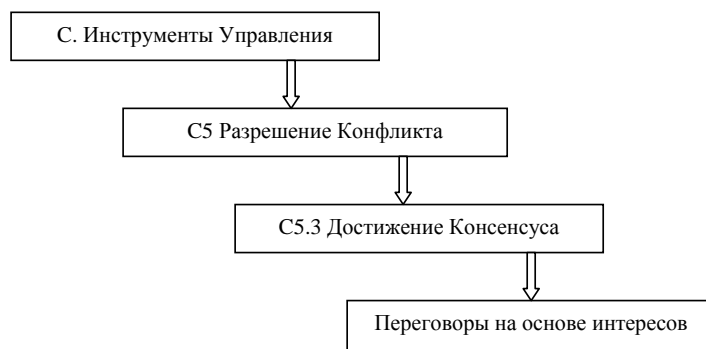 С. Инструменты Управления
С5 Разрешение Конфликта
С5.3 Достижение Консенсуса
Переговоры на основе интересов